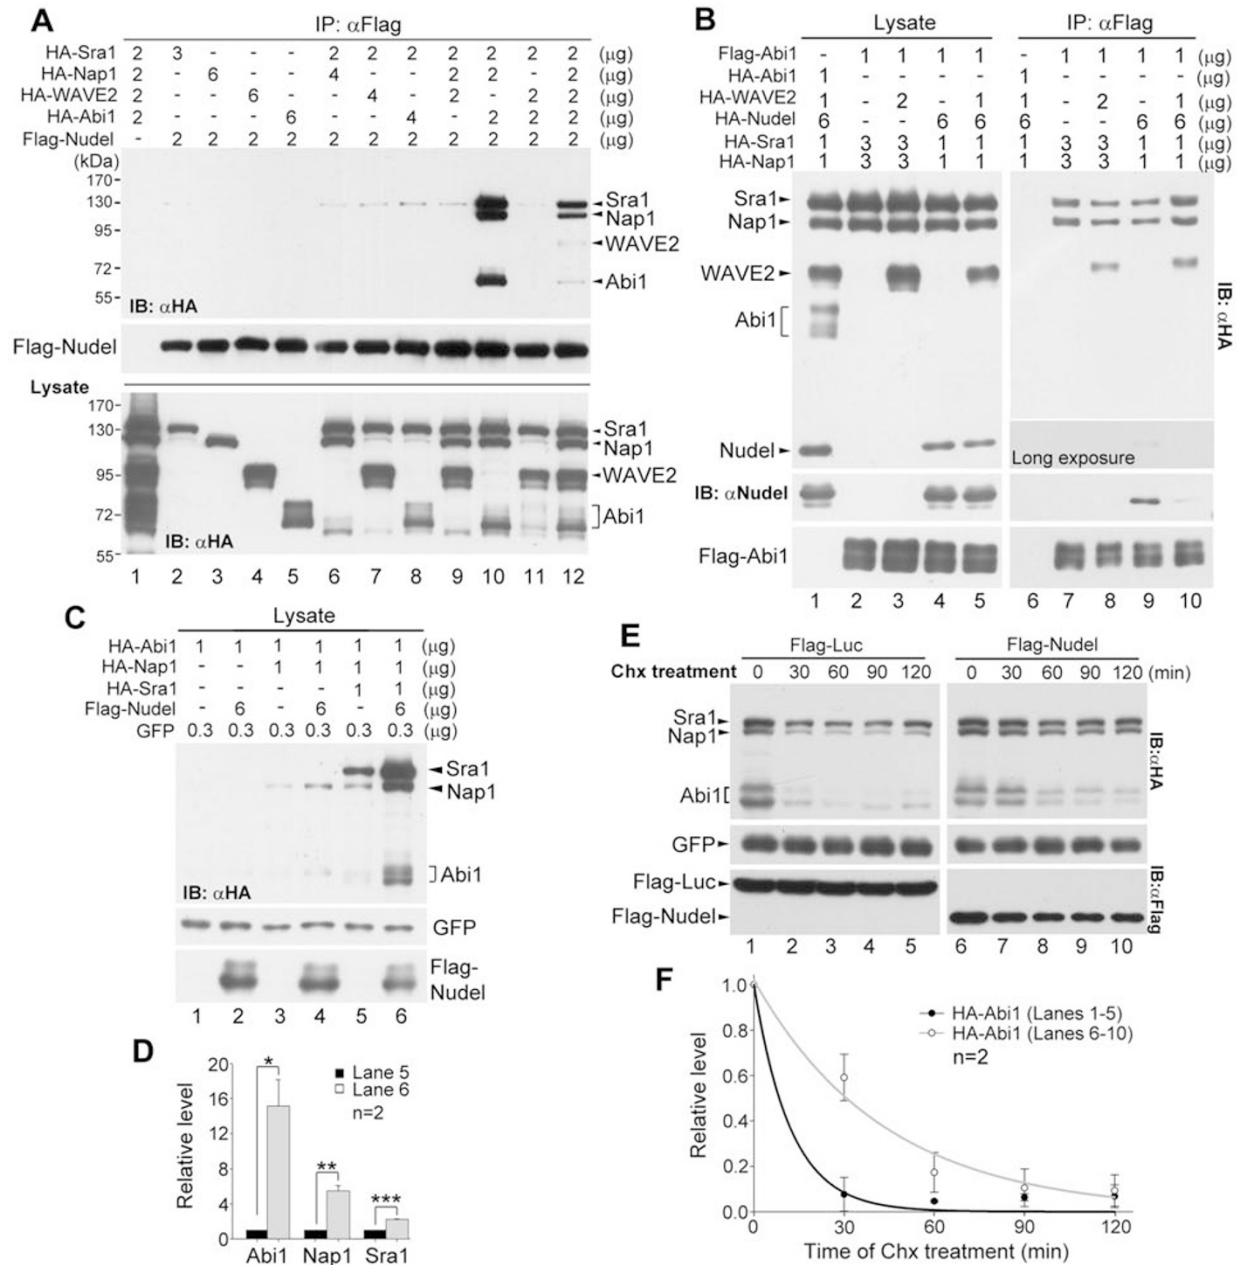 A
IP: αFlag
HA-Sra1 2 3 - - - 2 2 2 2 2 2 2 (μg)
HA-Nap1 2 - 6 - - 4 - - 2 2 - 2 (μg)
HA-WAVE2 2 - - 6 - - 4 - 2 - 2 2 (μg)
HA-Abi1 2 - - - 6 - - 4 - 2 2 2 (μg)
Flag-Nudel - 2 2 2 2 2 2 2 2 2 2 2 (μg)
(kDa)
170-
130-
95-
72-
55-
Sra1
Nap1
WAVE2
Abi1
IB: αHA
Flag-Nudel
Lysate
170-
130-
95-
72-
55-
Sra1
Nap1
WAVE2
Abi1
IB: αHA
1 2 3 4 5 6 7 8 9 10 11 12
B
Lysate IP: αFlag
Flag-Abi1 - 1 1 1 1 - 1 1 1 1 (μg)
HA-Abi1 1 - - - - 1 - - - - (μg)
HA-WAVE2 1 - 2 - 1 1 - 2 - 1 (μg)
HA-Nudel 6 - - 6 6 6 - - 6 6 (μg)
HA-Sra1 1 3 3 1 1 1 3 3 1 1 (μg)
HA-Nap1 1 3 3 1 1 1 3 3 1 1 (μg)
Sra1
Nap1
WAVE2
Abi1
Nudel
IB: αHA
Long exposure
IB: αNudel
Flag-Abi1
1 2 3 4 5 6 7 8 9 10
C
Lysate
HA-Abi1 1 1 1 1 1 1 (μg)
HA-Nap1 - - 1 1 1 1 (μg)
HA-Sra1 - - - - 1 1 (μg)
Flag-Nudel - 6 - 6 - 6 (μg)
GFP 0.3 0.3 0.3 0.3 0.3 0.3 (μg)
Sra1
Nap1
Abi1
IB: αHA
GFP
Flag-
Nudel
1 2 3 4 5 6
D
Relative level
20
16
12
8
4
0
* ** ***
Lane 5
Lane 6
n=2
Abi1 Nap1 Sra1
E
Flag-Luc Flag-Nudel
Chx treatment 0 30 60 90 120 0 30 60 90 120 (min)
Sra1
Nap1
Abi1
IB:αHA
GFP
Flag-Luc
Flag-Nudel
IB:αFlag
1 2 3 4 5 6 7 8 9 10
F
Relative level
1.0
0.8
0.6
0.4
0.2
0.0
HA-Abi1 (Lanes 1-5)
HA-Abi1 (Lanes 6-10)
n=2
0 30 60 90 120
Time of Chx treatment (min)